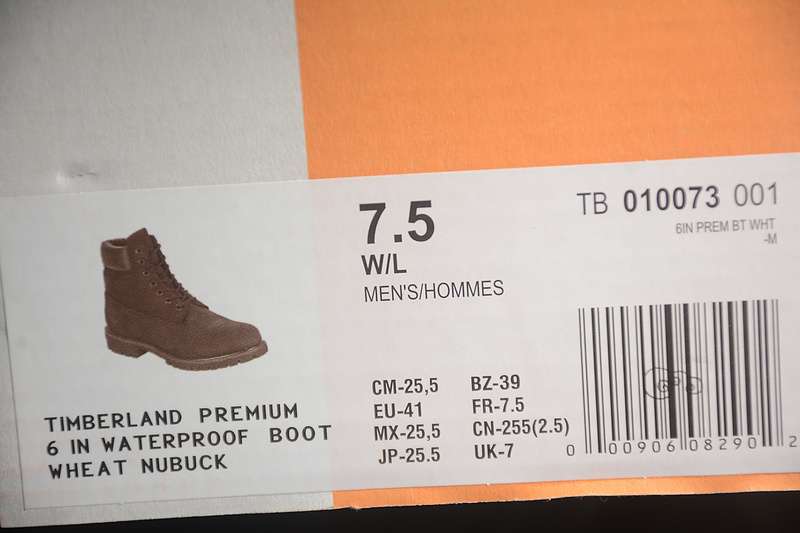 7.5
W/L
MEN'S/HOMMES
TB 010073 001
6IN PREM BT WHT
-M
TIMBERLAND PREMIUM
6 IN WATERPROOF BOOT
WHEAT NUBUCK
CM-25,5 BZ-39
EU-41 FR-7.5
MX-25,5 CN-255(2.5)
JP-25.5 UK-7
0 00906 08290 2